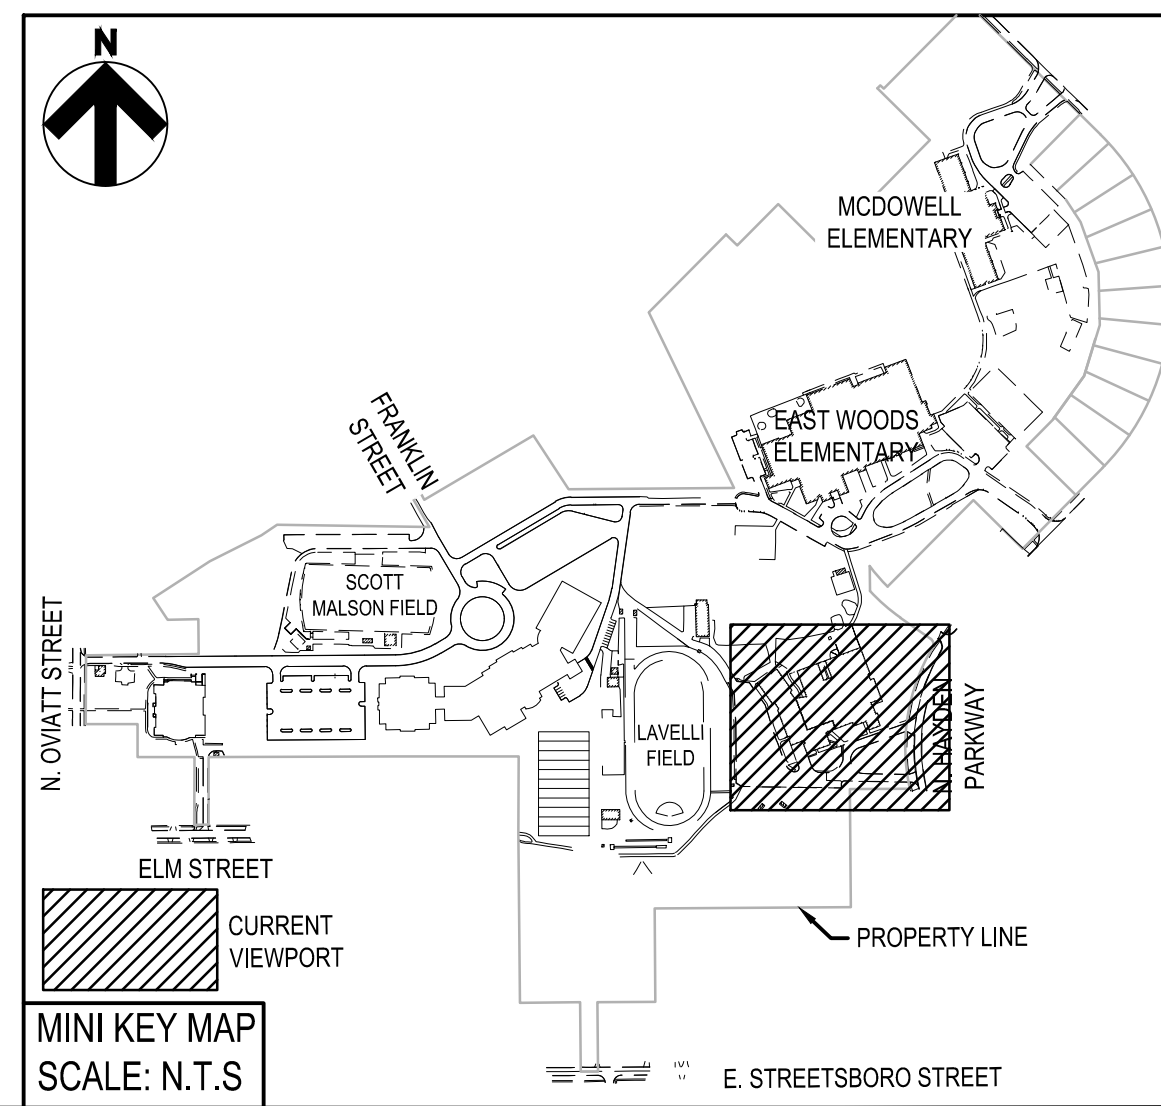 N
MCDOWELL
ELEMENTARY
FRANKLIN
STREET
EAST WOODS
ELEMENTARY
SCOTT
MALSON FIELD
N. OVIATT STREET
LAVELLI
FIELD
N HAYDEN
PARKWAY
ELM STREET
CURRENT
VIEWPORT
PROPERTY LINE
MINI KEY MAP
SCALE: N.T.S
E. STREETSBORO STREET